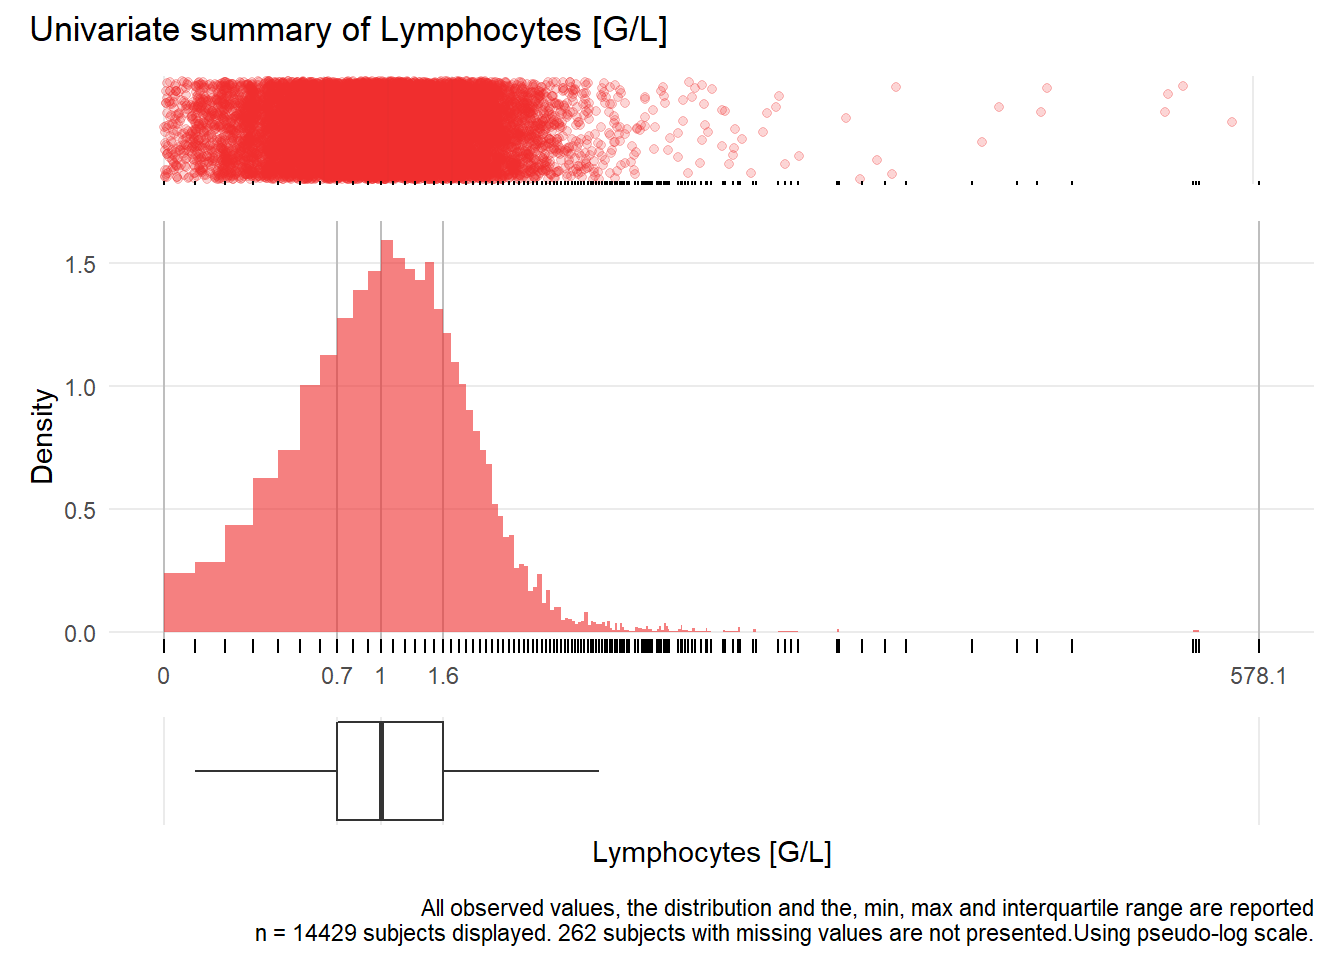 Univariate summary of Lymphocytes [G/L]
1.5
1.0
0.5
0.0
Density
0 0.7 1 1.6 578.1
Lymphocytes [G/L]
All observed values, the distribution and the, min, max and interquartile range are reported
n = 14429 subjects displayed. 262 subjects with missing values are not presented.Using pseudo-log scale.